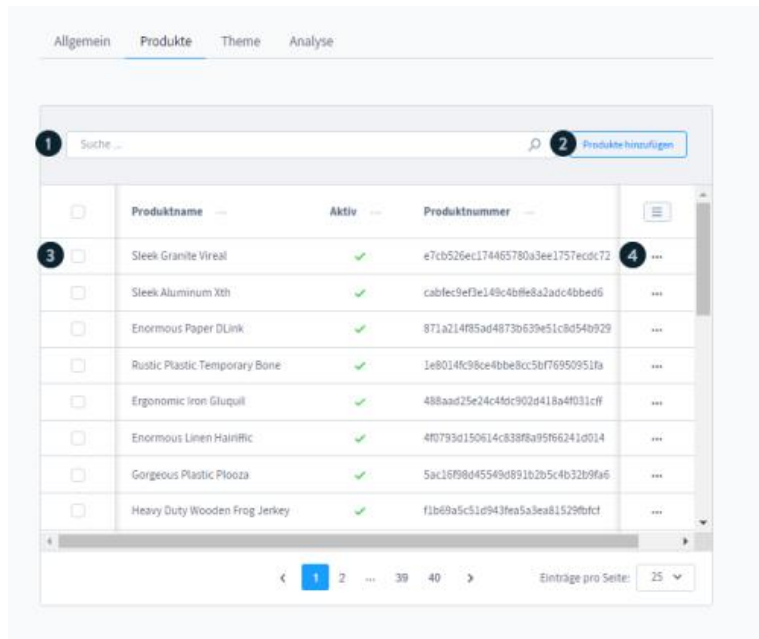 Allgemein Produkte Theme Analyse
1 Suche ... 2 Produkte hinzufügen
Produktname ... Aktiv ... Produktnummer ...
3 Sleek Granite Vireal e7cb526ec174465780a3ee1757ecdc72 4 ...
Sleek Aluminum Xth cabfec9ef3e149c4bffe8a2adc4bbed6 ...
Enormous Paper DLink 871a214f85ad4873b639e51c8d54b929 ...
Rustic Plastic Temporary Bone 1e8014fc98ce4bbe8cc5bf76950951fa ...
Ergonomic Iron Gluquil 488aad25e24c4fdc902d418a4f031cff ...
Enormous Linen Hairiffic 4f0793d150614c838f8a95f66241d014 ...
Gorgeous Plastic Plooza 5ac16f98d45549d891b2b5c4b32b9fa6 ...
Heavy Duty Wooden Frog Jerkey f1b69a5c51d943fea5a3ea81529fbfcf ...
1 2 ... 39 40 Einträge pro Seite: 25